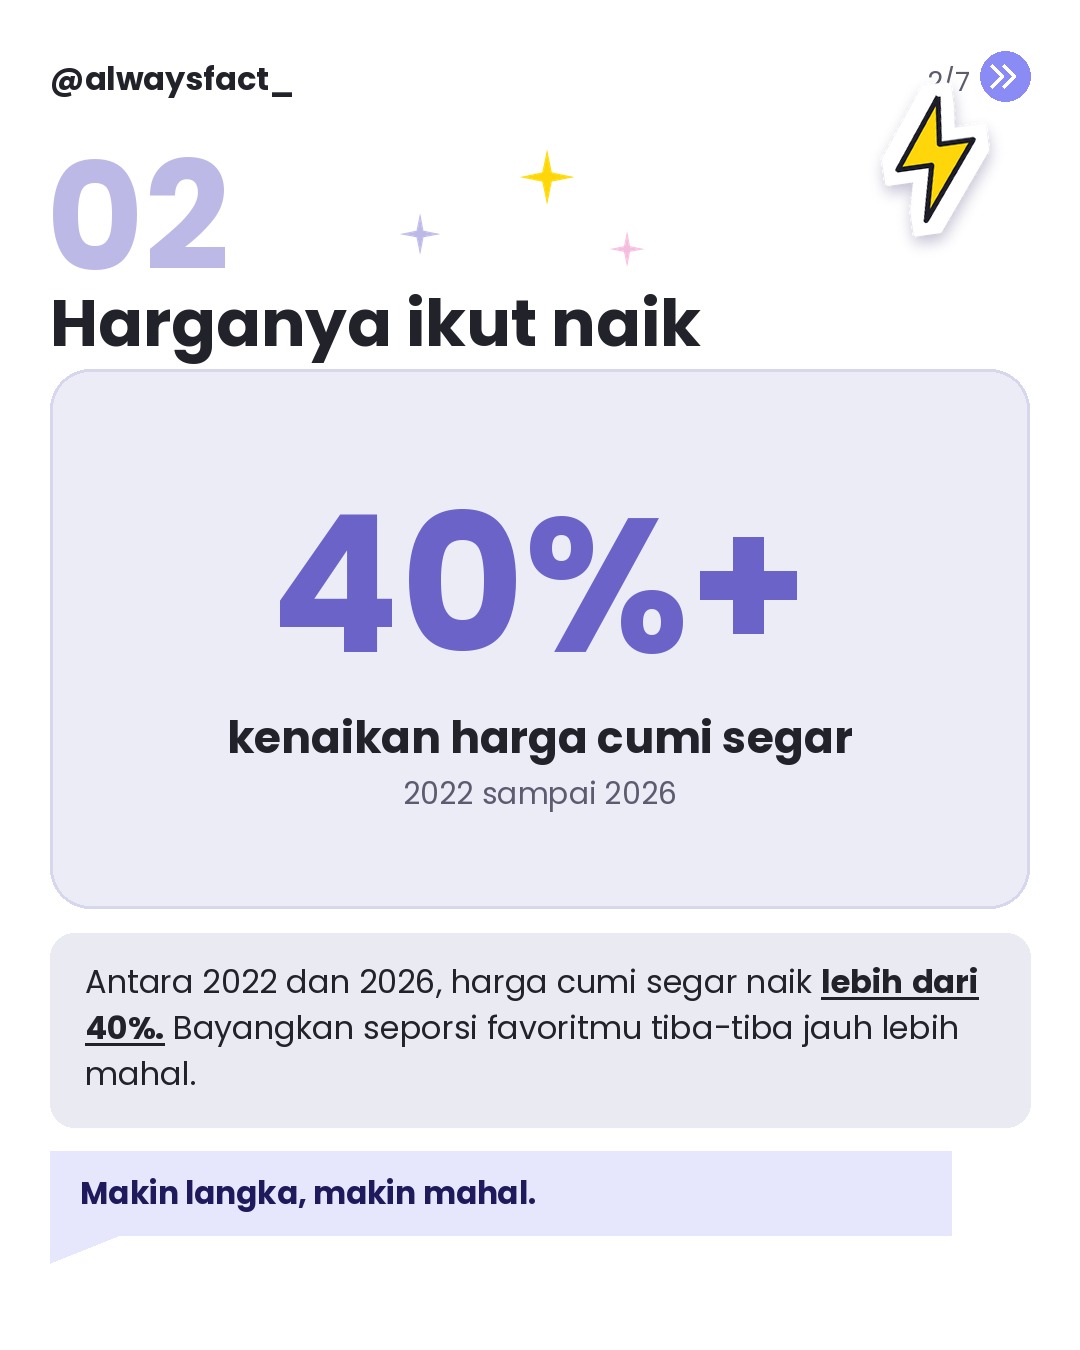 @alwaysfact_
2/7
02
Harganya ikut naik
40%+
kenaikan harga cumi segar
2022 sampai 2026
Antara 2022 dan 2026, harga cumi segar naik lebih dari
40%. Bayangkan seporsi favoritmu tiba-tiba jauh lebih
mahal.
Makin langka, makin mahal.